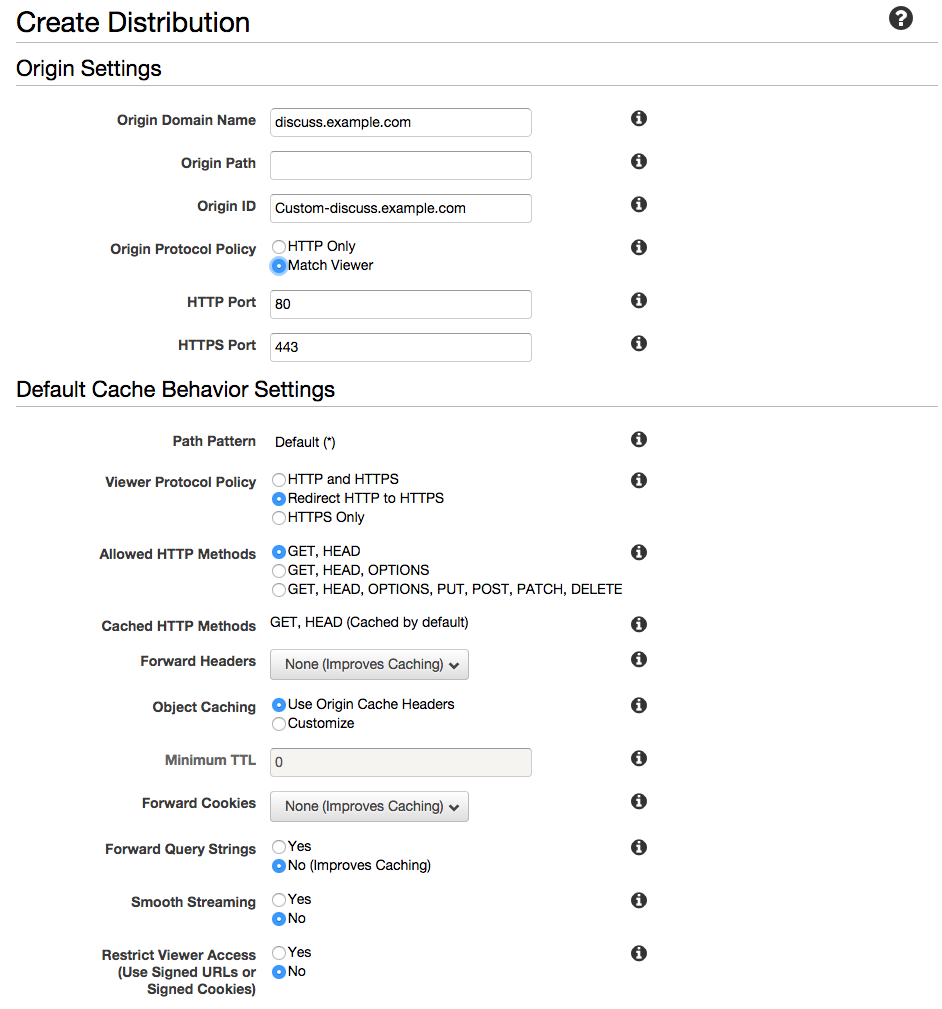 Create Distribution
Origin Settings
Origin Domain Name discuss.example.com
Origin Path
Origin ID Custom-discuss.example.com
Origin Protocol Policy HTTP Only
Match Viewer
HTTP Port 80
HTTPS Port 443
Default Cache Behavior Settings
Path Pattern Default (*)
Viewer Protocol Policy HTTP and HTTPS
Redirect HTTP to HTTPS
HTTPS Only
Allowed HTTP Methods GET, HEAD
GET, HEAD, OPTIONS
GET, HEAD, OPTIONS, PUT, POST, PATCH, DELETE
Cached HTTP Methods GET, HEAD (Cached by default)
Forward Headers None (Improves Caching)
Object Caching Use Origin Cache Headers
Customize
Minimum TTL 0
Forward Cookies None (Improves Caching)
Forward Query Strings Yes
No (Improves Caching)
Smooth Streaming Yes
No
Restrict Viewer Access Yes
(Use Signed URLs or No
Signed Cookies)